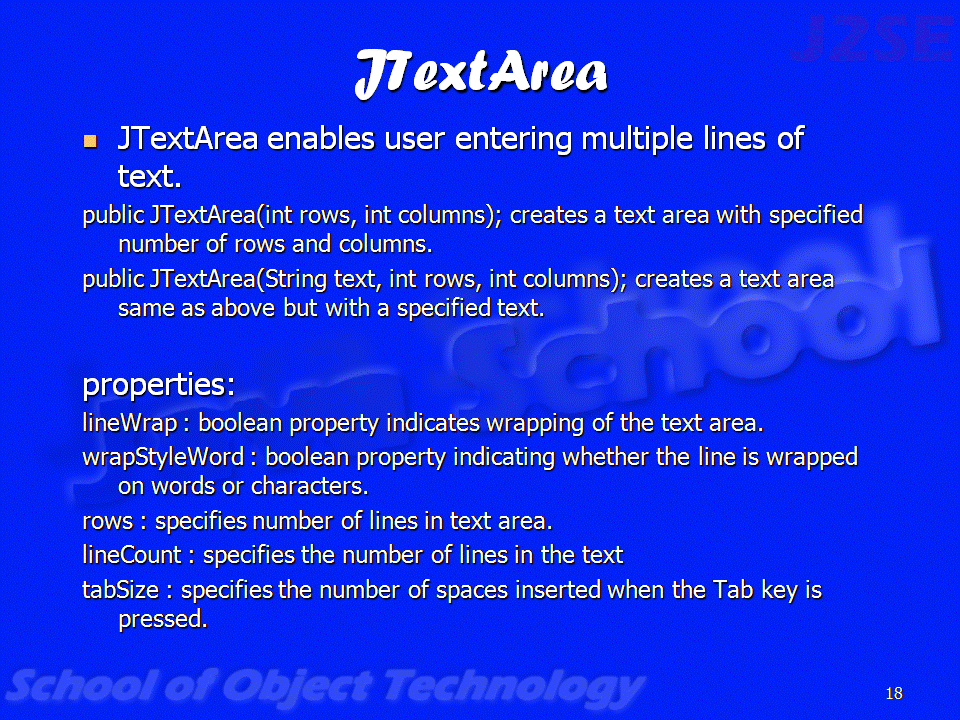 J2SE
JTextArea
JTextArea enables user entering multiple lines of
text.
public JTextArea(int rows, int columns); creates a text area with specified
number of rows and columns.
public JTextArea(String text, int rows, int columns); creates a text area
same as above but with a specified text.
Java School
properties:
lineWrap : boolean property indicates wrapping of the text area.
wrapStyleWord : boolean property indicating whether the line is wrapped
on words or characters.
rows : specifies number of lines in text area.
lineCount : specifies the number of lines in the text
tabSize : specifies the number of spaces inserted when the Tab key is
pressed.
School of Object Technology
18